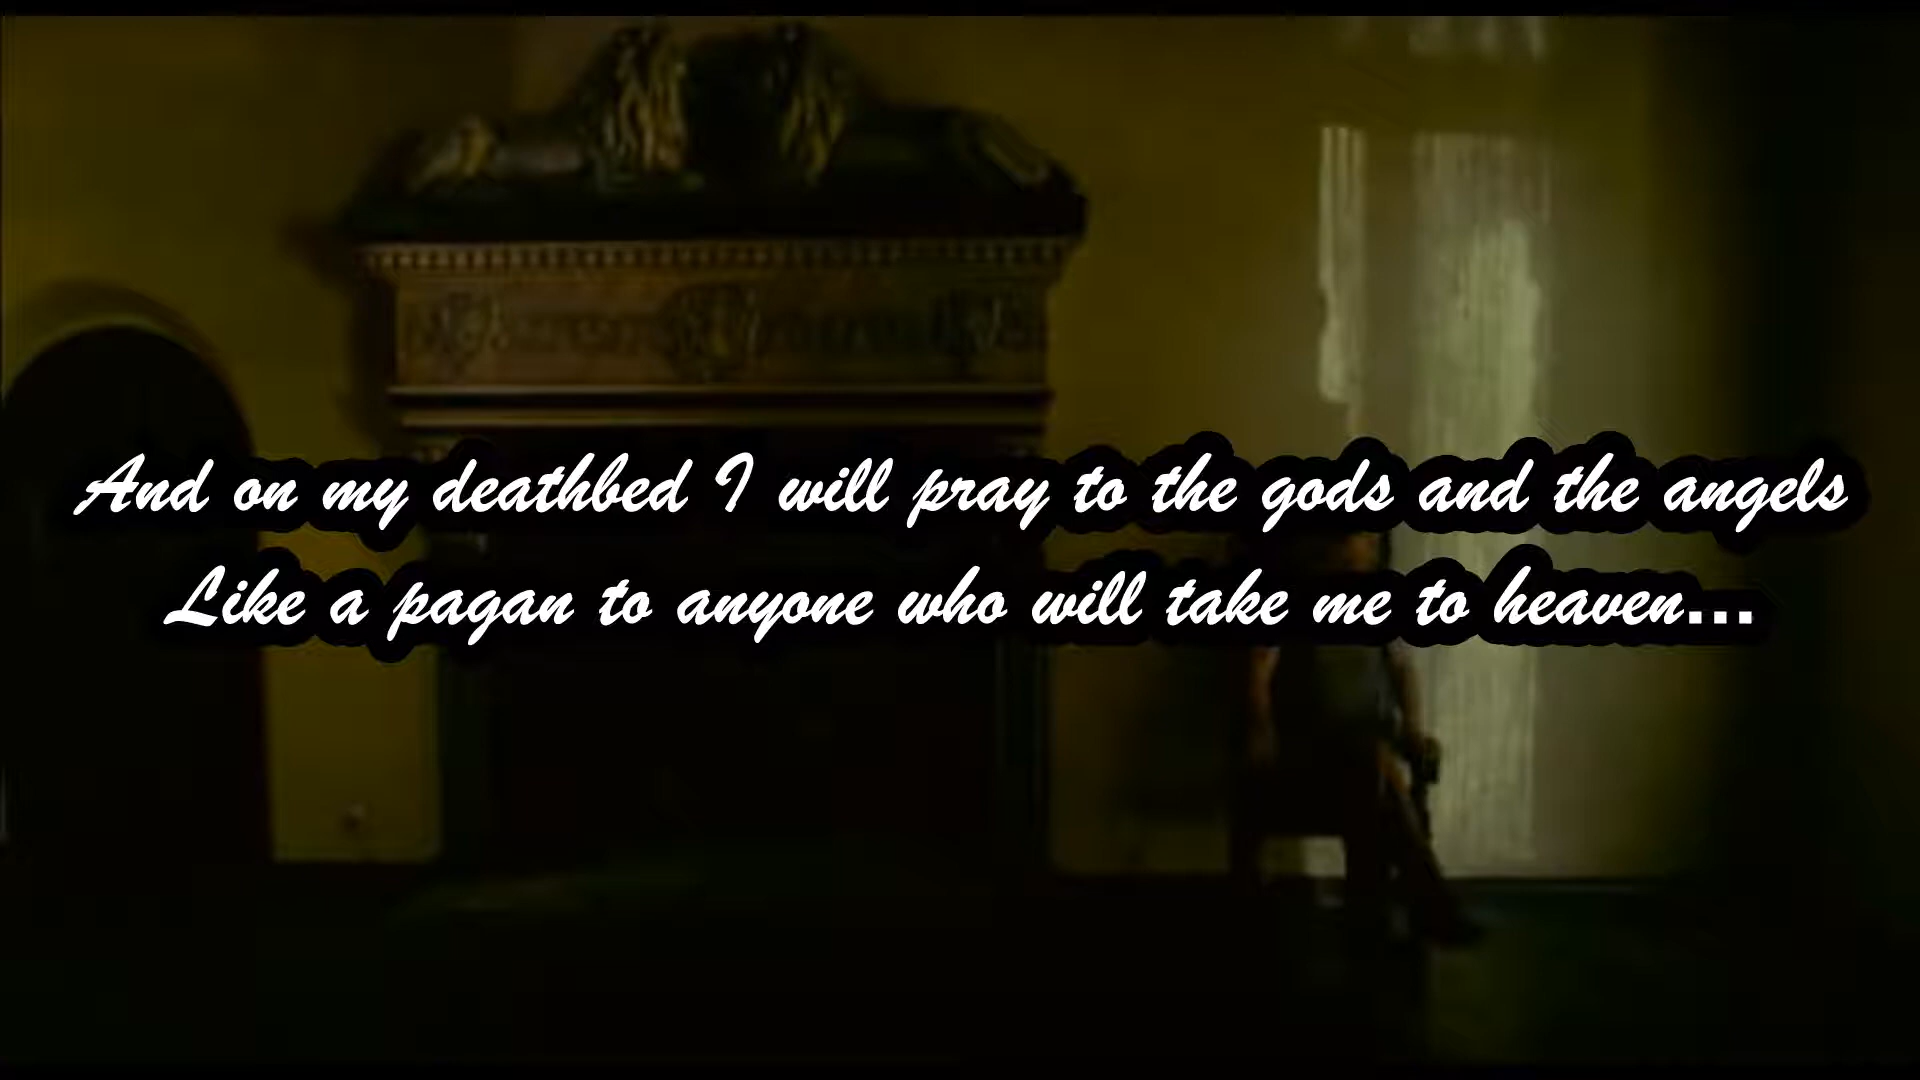 And on my deathbed I will pray to the gods and the angels
Like a pagan to anyone who will take me to heaven...